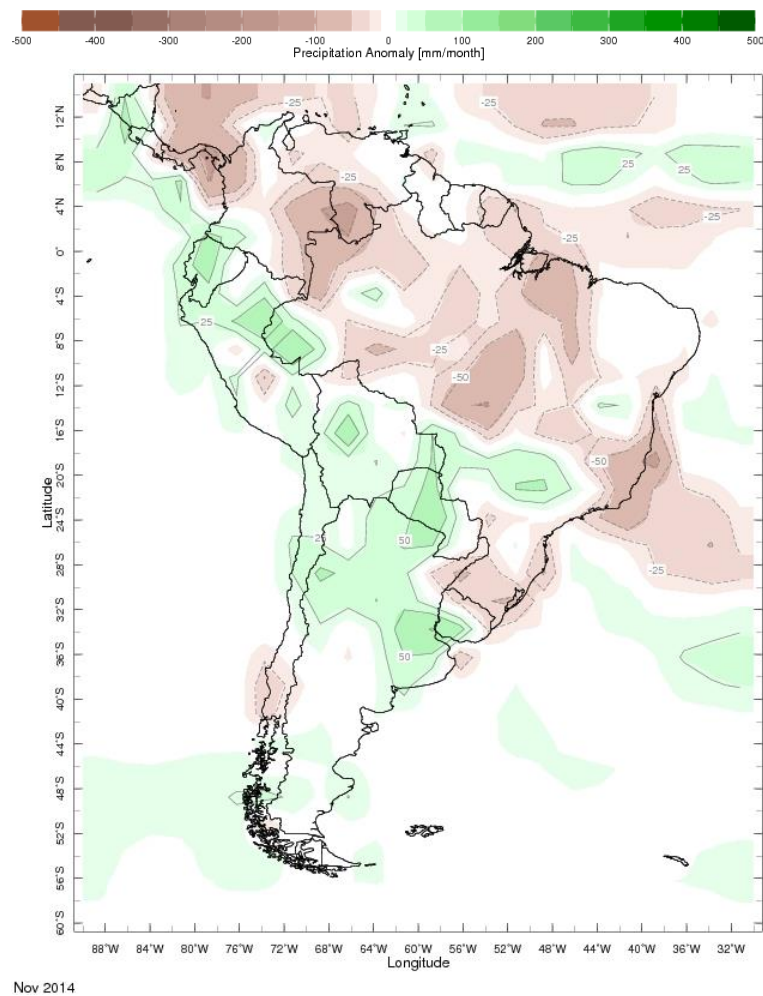 -500 -400 -300 -200 -100 0 100 200 300 400 500
Precipitation Anomaly [mm/month]
-25 -25
12°N
8°N
25 25
-25
4°N
-25
-25
0°
4°S
-25
8°S
-25
-50
12°S
16°S
-50
20°S
24°S
25 50
28°S
-25
32°S
36°S
50
40°S
44°S
48°S
52°S
56°S
60°S
Latitude
88°W 84°W 80°W 76°W 72°W 68°W 64°W 60°W 56°W 52°W 48°W 44°W 40°W 36°W 32°W
Longitude
Nov 2014